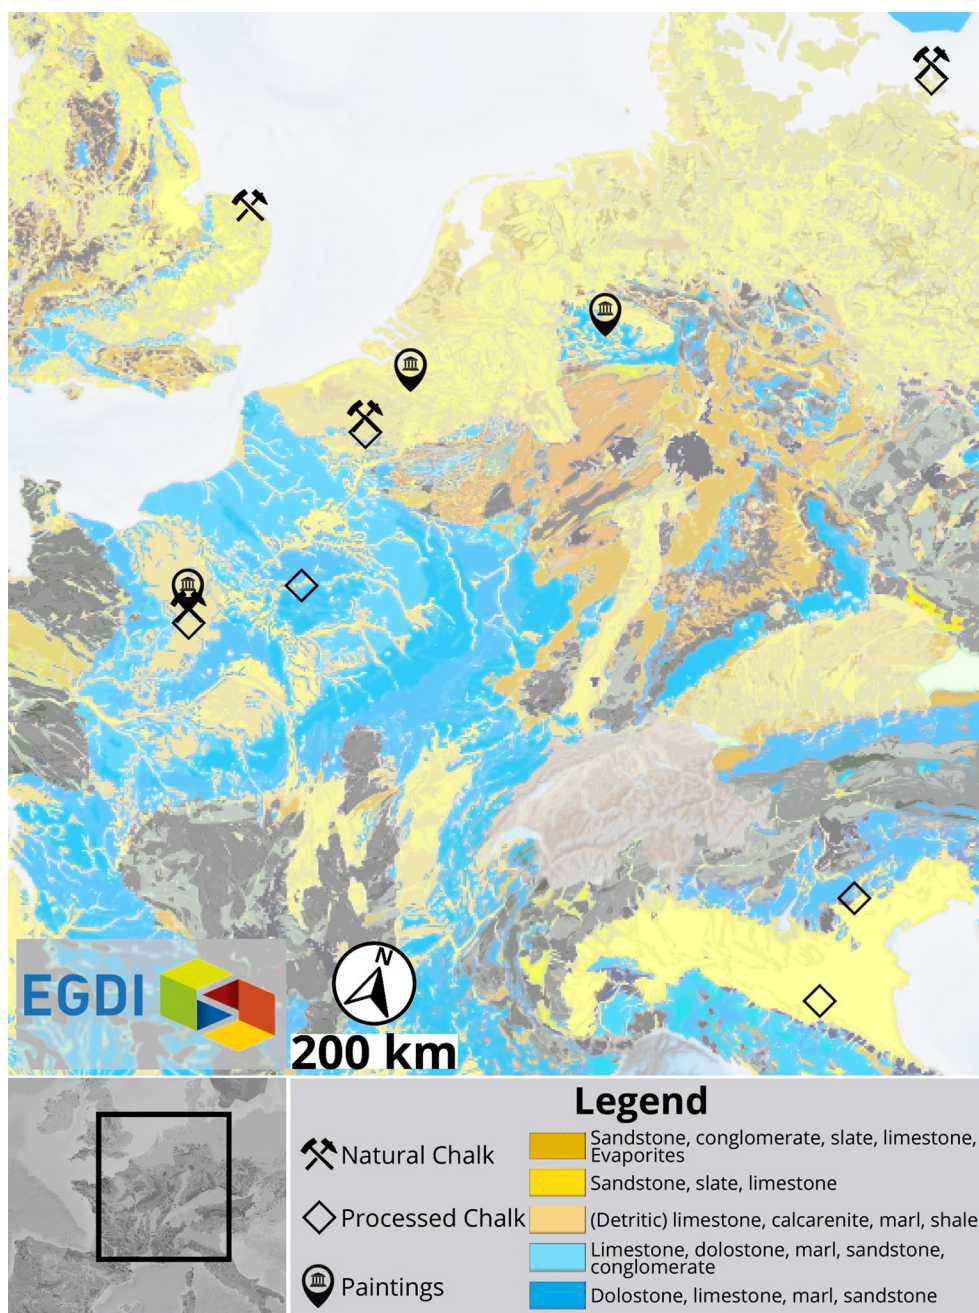 EGDI
N
200 km
Legend
Natural Chalk
Processed Chalk
Paintings
Sandstone, conglomerate, slate, limestone,
Evaporites
Sandstone, slate, limestone
(Detritic) limestone, calcarenite, marl, shale
Limestone, dolostone, marl, sandstone,
conglomerate
Dolostone, limestone, marl, sandstone